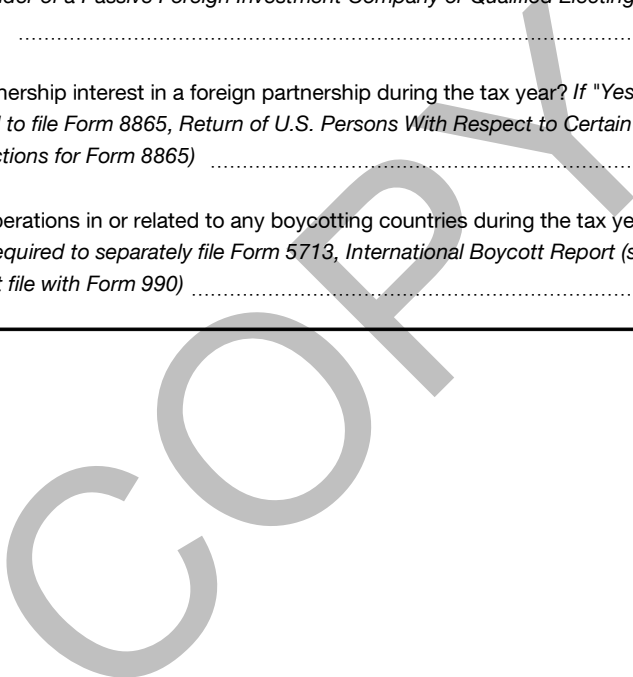 der of a Passive Foreign Investment Company or Qualified Electing
nership interest in a foreign partnership during the tax year? If "Yes
to file Form 8865, Return of U.S. Persons With Respect to Certain
ctions for Form 8865)
perations in or related to any boycotting countries during the tax ye
equired to separately file Form 5713, International Boycott Report (s
t file with Form 990)
COPY